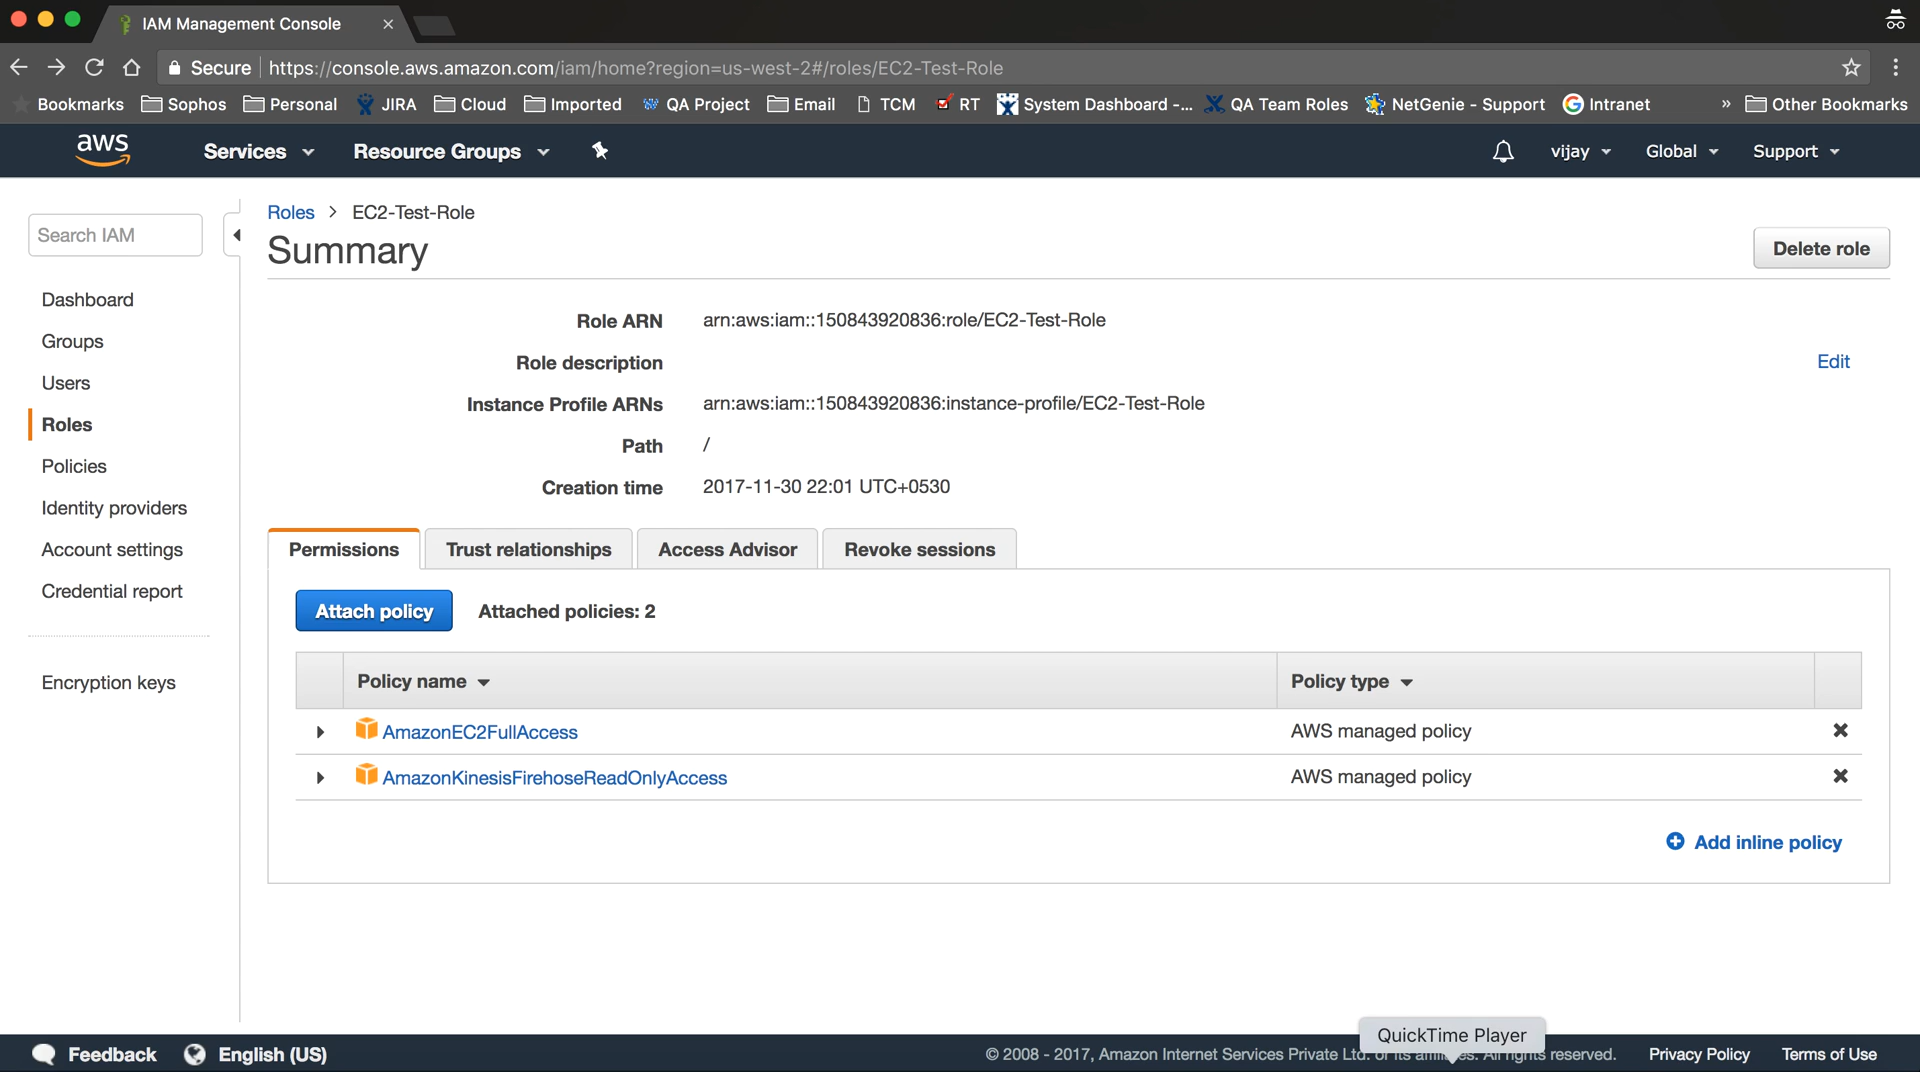 IAM Management Console
Secure https://console.aws.amazon.com/iam/home?region=us-west-2#/roles/EC2-Test-Role
Bookmarks Sophos Personal JIRA Cloud Imported QA Project Email TCM RT System Dashboard -... QA Team Roles NetGenie - Support Intranet » Other Bookmarks
aws Services Resource Groups vijay Global Support
Search IAM
Dashboard
Groups
Users
Roles
Policies
Identity providers
Account settings
Credential report
Encryption keys
Roles > EC2-Test-Role
Summary
Delete role
Role ARN arn:aws:iam::150843920836:role/EC2-Test-Role
Role description Edit
Instance Profile ARNs arn:aws:iam::150843920836:instance-profile/EC2-Test-Role
Path /
Creation time 2017-11-30 22:01 UTC+0530
Permissions Trust relationships Access Advisor Revoke sessions
Attach policy Attached policies: 2
Policy name Policy type
AmazonEC2FullAccess AWS managed policy
AmazonKinesisFirehoseReadOnlyAccess AWS managed policy
Add inline policy
QuickTime Player
Feedback English (US) © 2008 - 2017, Amazon Internet Services Private Ltd. or its affiliates. All rights reserved. Privacy Policy Terms of Use